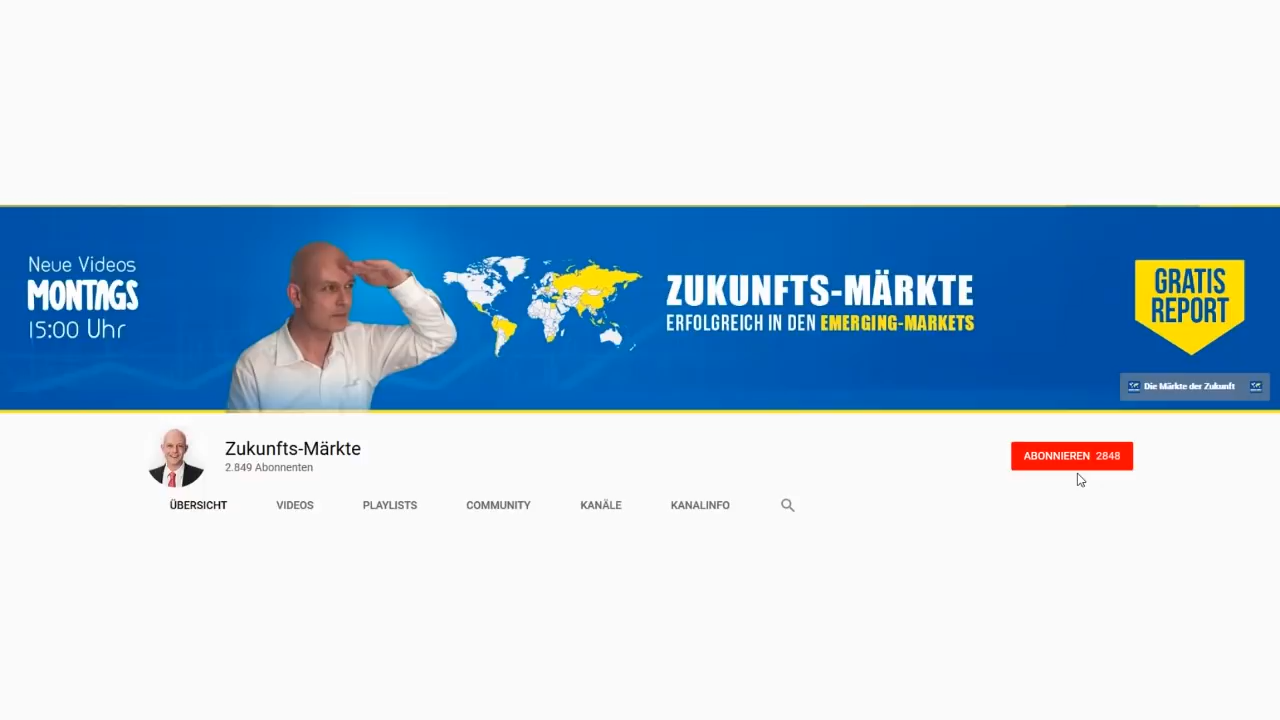 Neue Videos
MONTAGS
15:00 Uhr
ZUKUNFTS-MÄRKTE
ERFOLGREICH IN DEN EMERGING-MARKETS
GRATIS
REPORT
Die Märkte der Zukunft
Zukunfts-Märkte
2.849 Abonnenten
ABONNIEREN 2848
ÜBERSICHT VIDEOS PLAYLISTS COMMUNITY KANÄLE KANALINFO